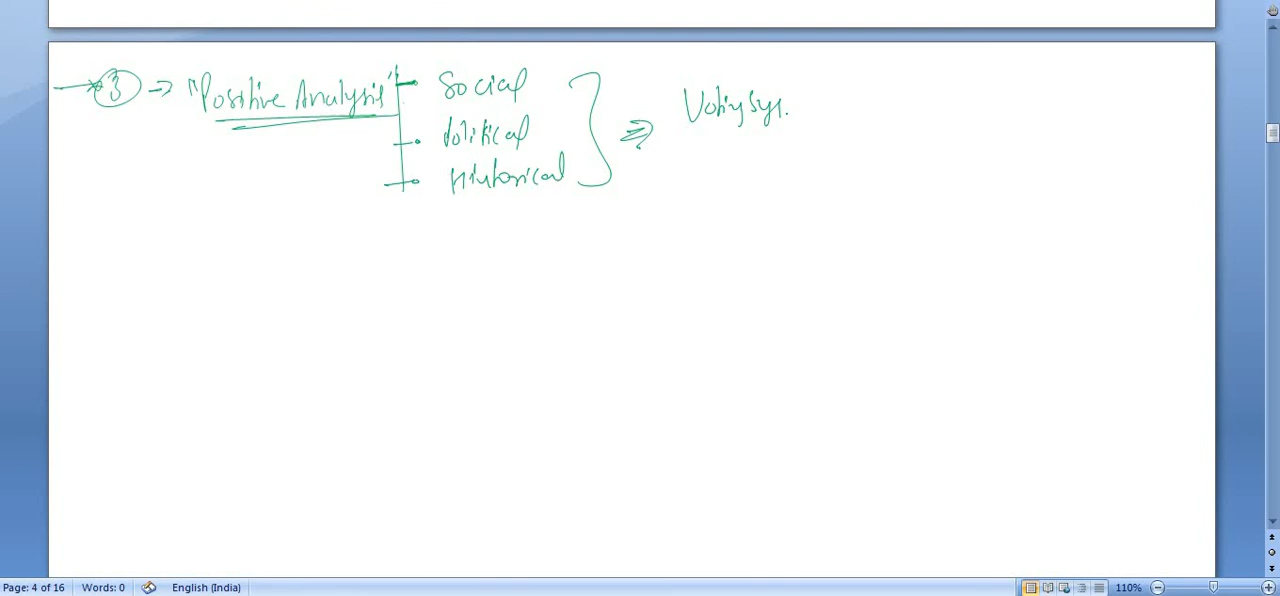 ③ ⇒ "Positive Analysis" Social
Political
Historical
⇒ Voting Sys.
Page: 4 of 16 Words: 0 English (India) 110%